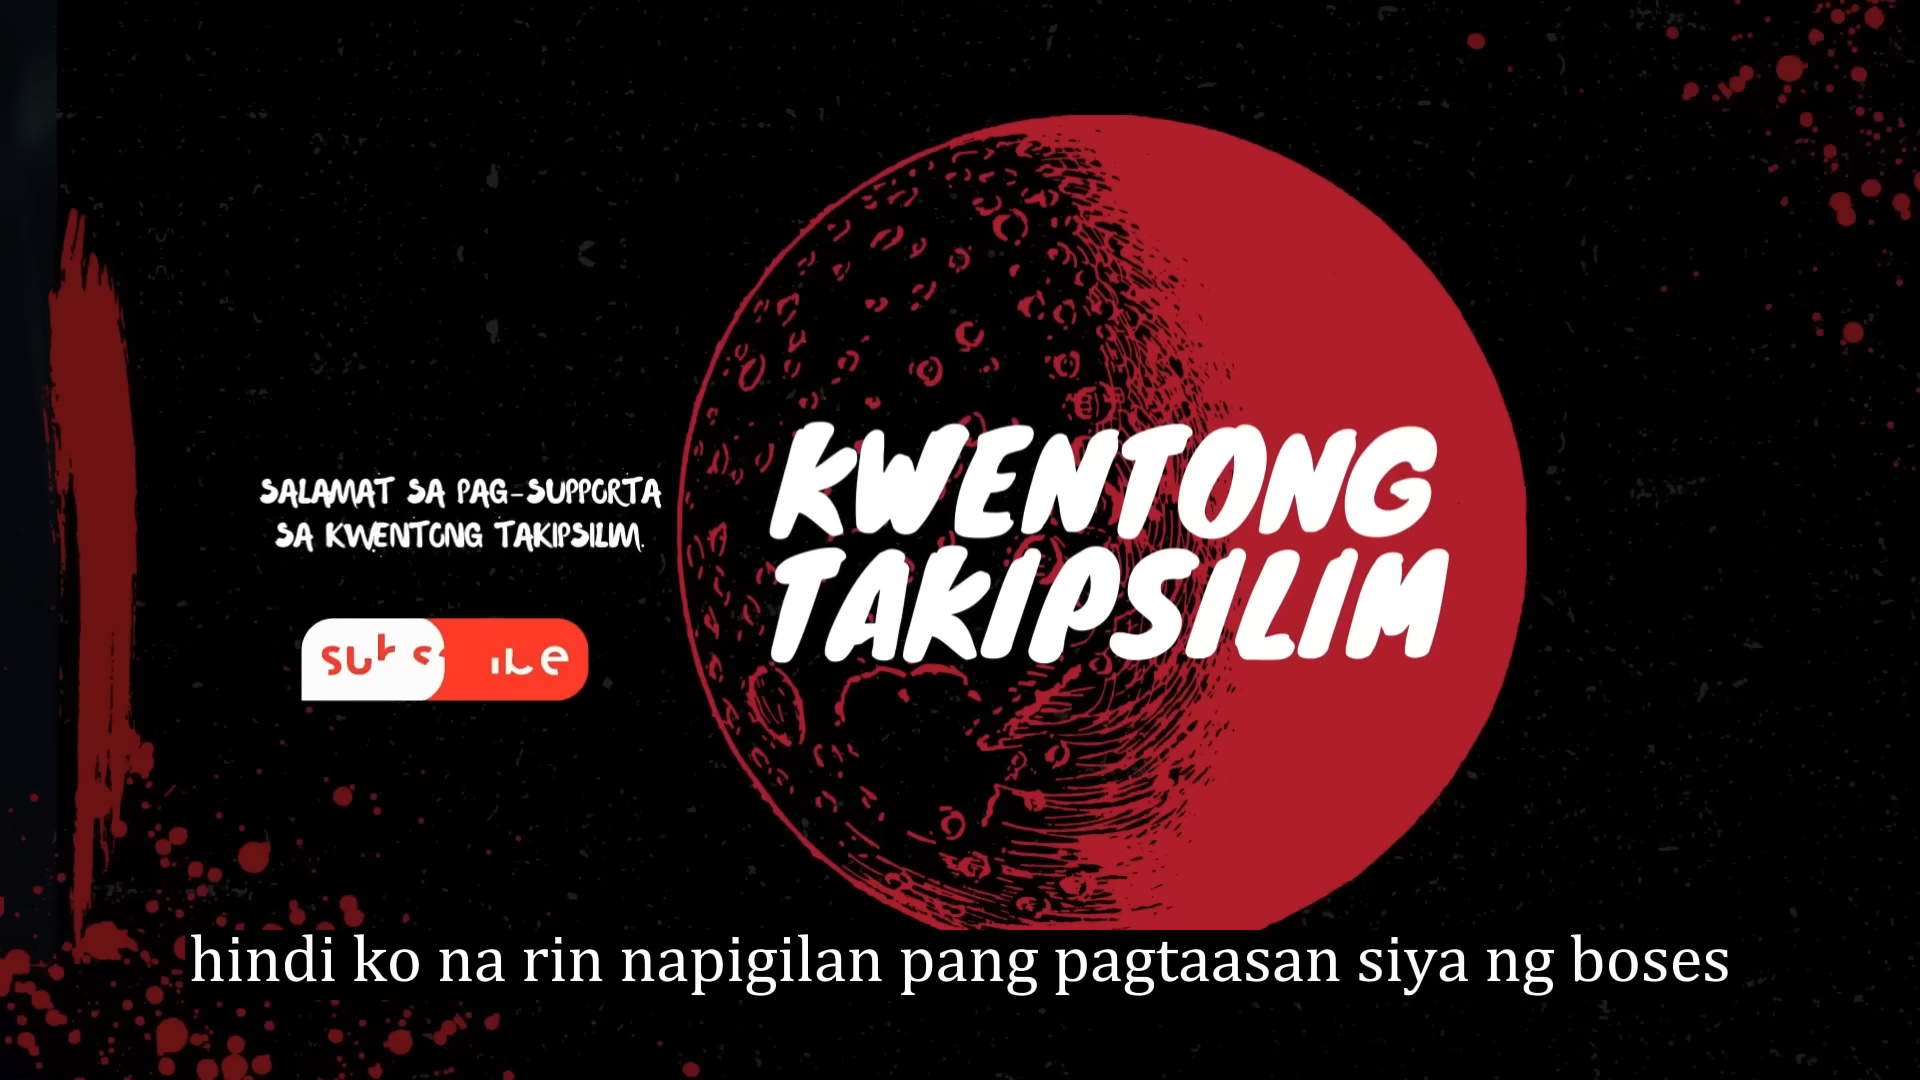 SALAMAT SA PAG-SUPPORTA
SA KWENTONG TAKIPSILIM.
KWENTONG
TAKIPSILIM
hindi ko na rin napigilan pang pagtaasan siya ng boses